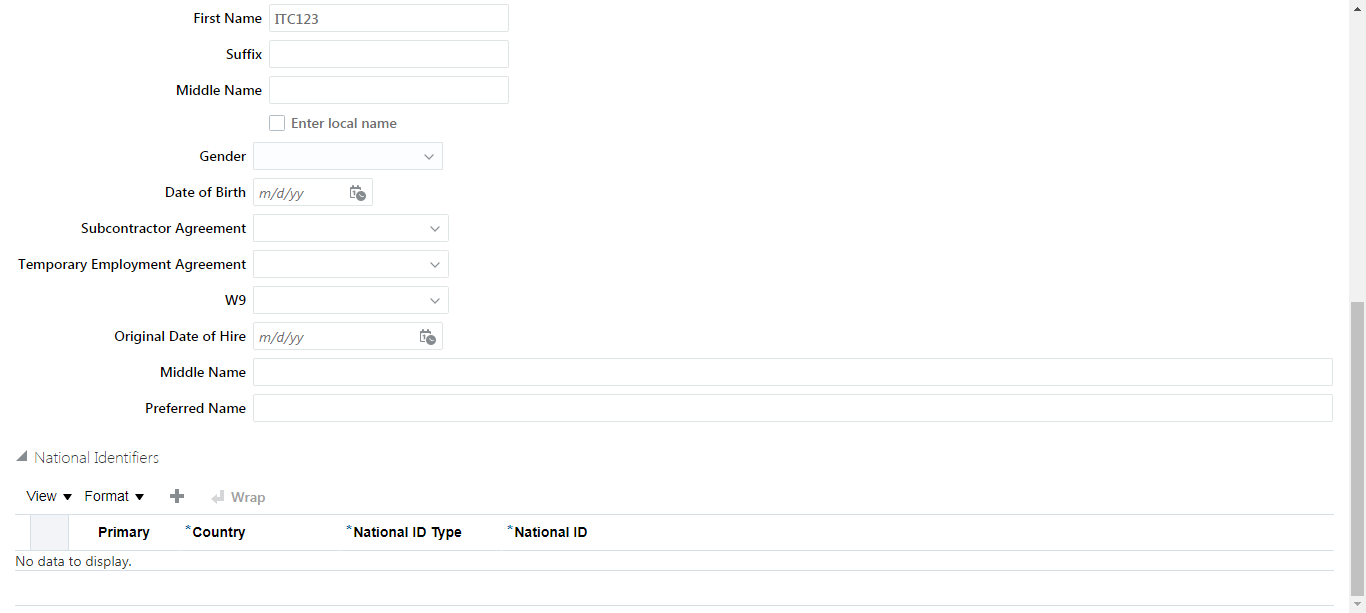 First Name ITC123
Suffix
Middle Name
Enter local name
Gender
Date of Birth m/d/yy
Subcontractor Agreement
Temporary Employment Agreement
W9
Original Date of Hire m/d/yy
Middle Name
Preferred Name
National Identifiers
View Format Wrap
Primary *Country *National ID Type *National ID
No data to display.